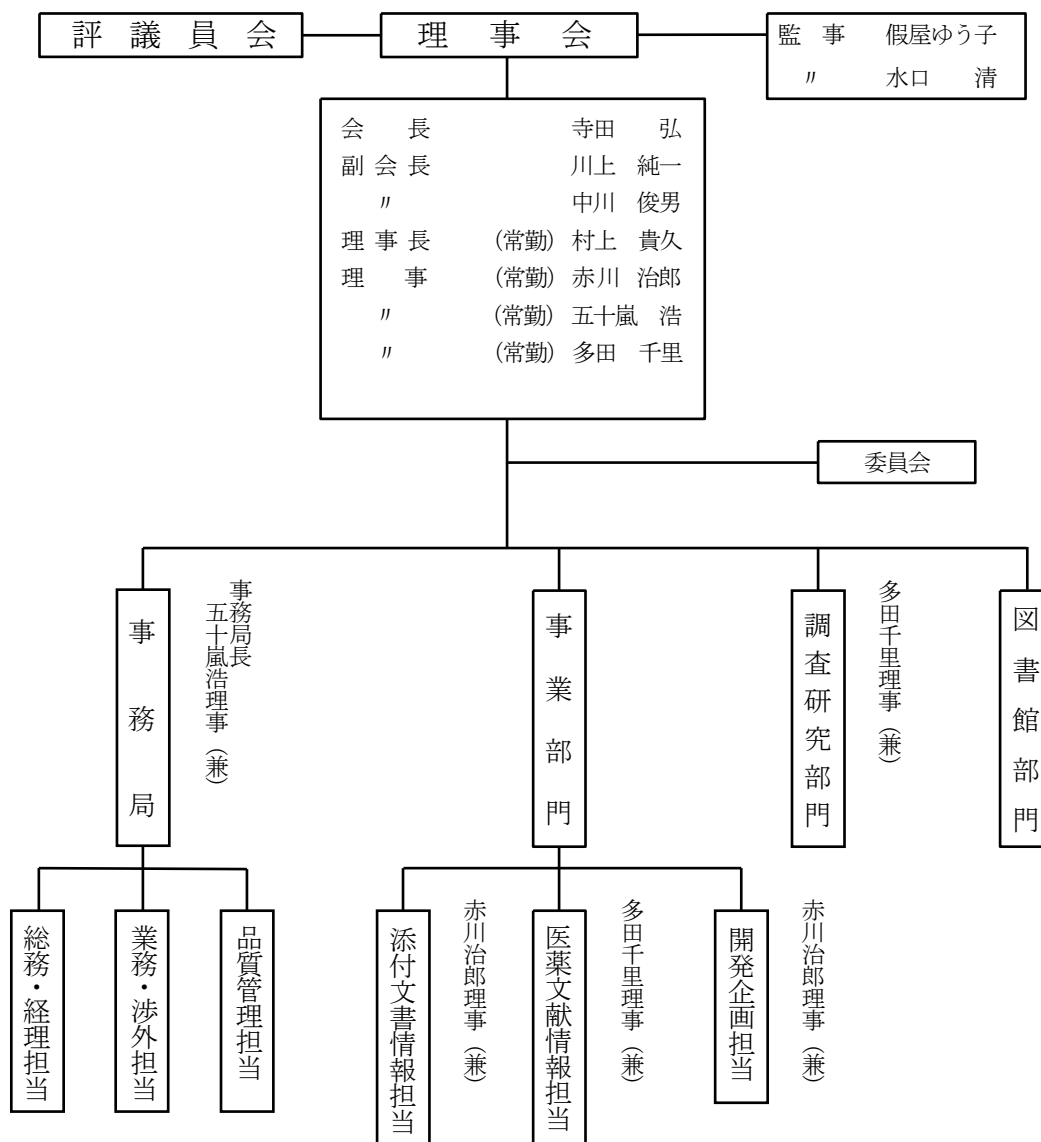 評議員会
理事会
監事 假屋ゆう子
〃 水口 清
会長 寺田 弘
副会長 川上 純一
〃 中川 俊男
理事長 (常勤) 村上 貴久
理事 (常勤) 赤川 治郎
〃 (常勤) 五十嵐 浩
〃 (常勤) 多田 千里
委員会
事務局
事務局長
五十嵐浩理事(兼)
事業部門
調査研究部門
多田千里理事(兼)
図書館部門
総務・経理担当
業務・渉外担当
品質管理担当
添付文書情報担当
赤川治郎理事(兼)
医薬文献情報担当
多田千里理事(兼)
開発企画担当
赤川治郎理事(兼)